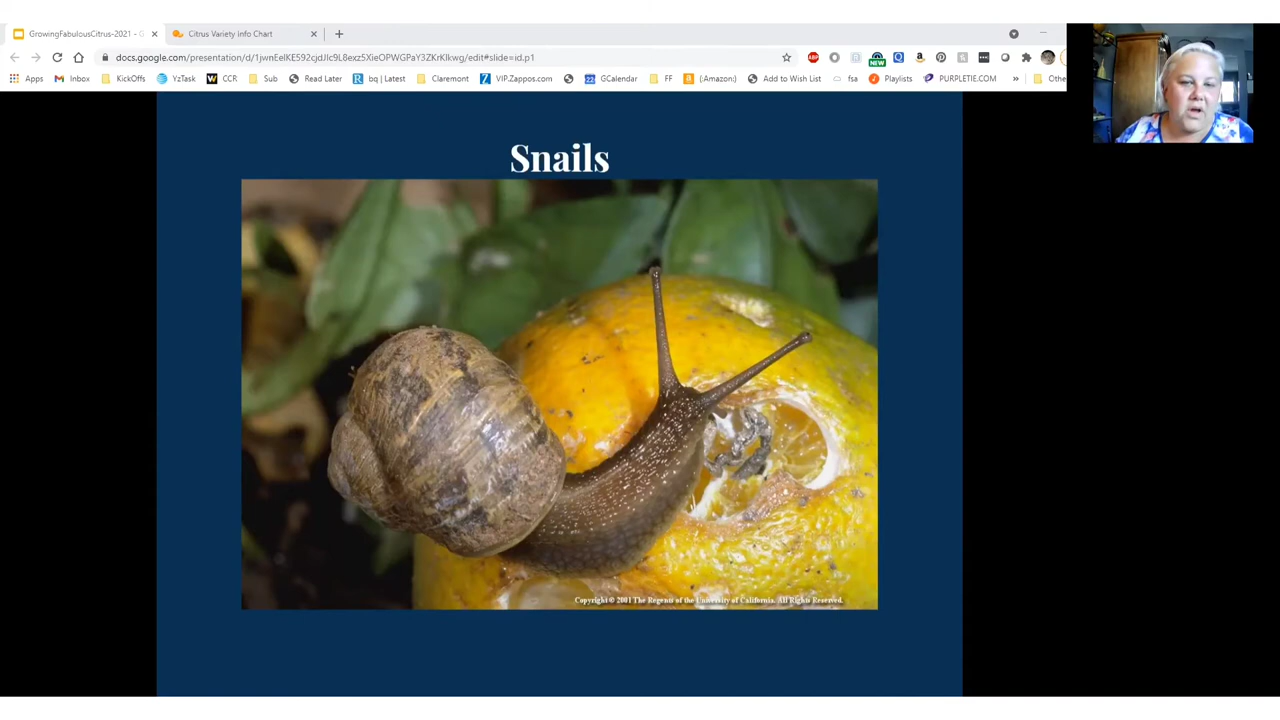 GrowingFabulousCitrus-2021 - G
Citrus Variety Info Chart
docs.google.com/presentation/d/1jwnEeIKE592cjdJIc9L8exz5XieOPWGPaY3ZKrKlkwg/edit#slide=id.p1
Apps Inbox KickOffs YzTask CCR Sub Read Later bq | Latest Claremont VIP.Zappos.com GCalendar FF (:Amazon:) Add to Wish List fsa Playlists PURPLETIE.COM » Othe
Snails
Copyright © 2001 The Regents of the University of California. All Rights Reserved.